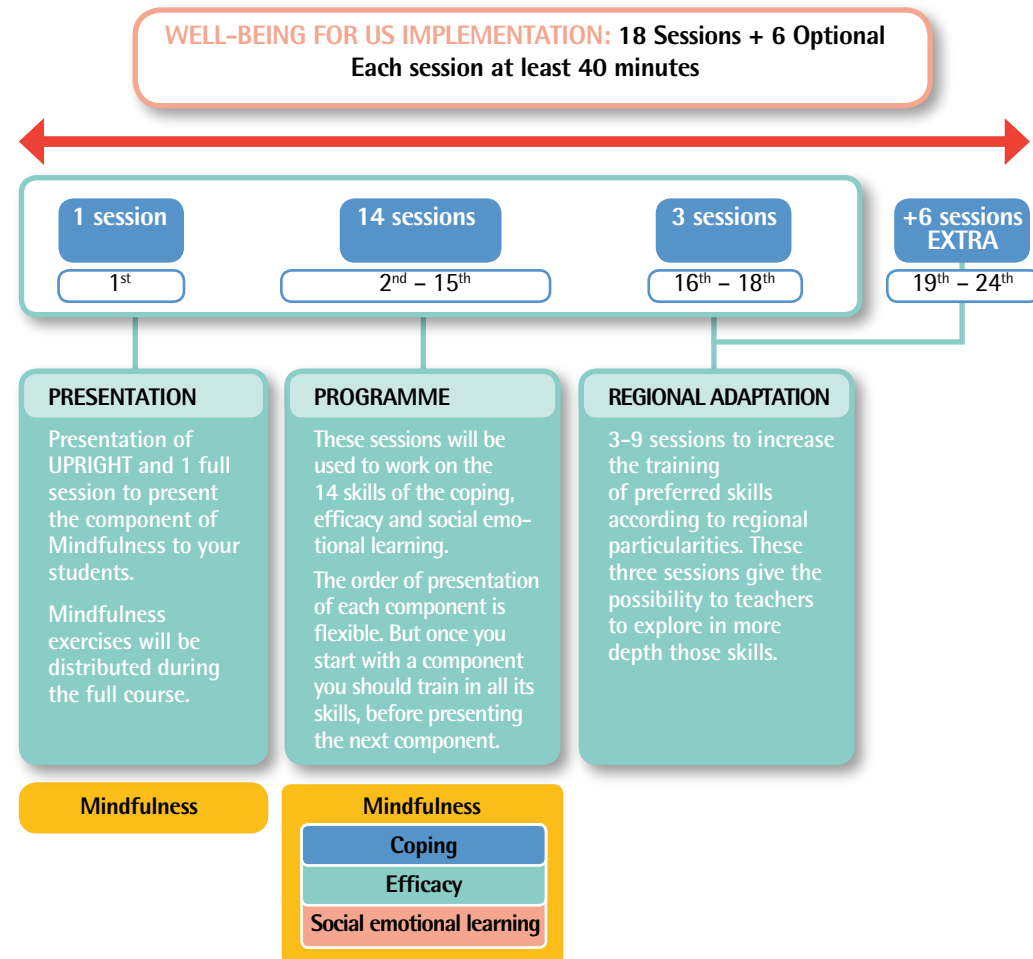 WELL-BEING FOR US IMPLEMENTATION: 18 Sessions + 6 Optional
Each session at least 40 minutes
1 session
1st
14 sessions
2nd – 15th
3 sessions
16th – 18th
+6 sessions
EXTRA
19th – 24th
PRESENTATION
Presentation of
UPRIGHT and 1 full
session to present
the component of
Mindfulness to your
students.
Mindfulness
exercises will be
distributed during
the full course.
PROGRAMME
These sessions will be
used to work on the
14 skills of the coping,
efficacy and social emo-
tional learning.
The order of presentation
of each component is
flexible. But once you
start with a component
you should train in all its
skills, before presenting
the next component.
REGIONAL ADAPTATION
3-9 sessions to increase
the training
of preferred skills
according to regional
particularities. These
three sessions give the
possibility to teachers
to explore in more
depth those skills.
Mindfulness
Mindfulness
Coping
Efficacy
Social emotional learning